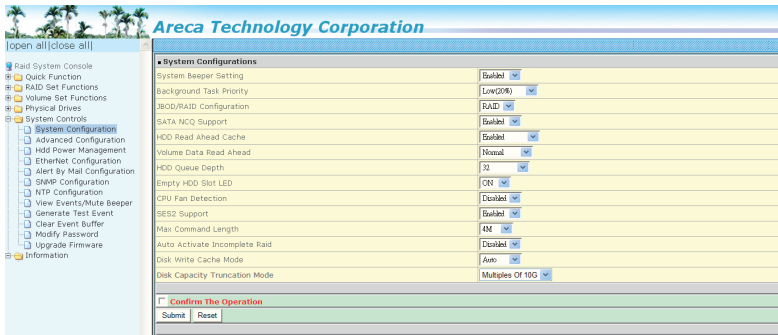 Areca Technology Corporation
|open all|close all|
Raid System Console
Quick Function
RAID Set Functions
Volume Set Functions
Physical Drives
System Controls
System Configuration
Advanced Configuration
Hdd Power Management
EtherNet Configuration
Alert By Mail Configuration
SNMP Configuration
NTP Configuration
View Events/Mute Beeper
Generate Test Event
Clear Event Buffer
Modify Password
Upgrade Firmware
Information
System Configurations
System Beeper Setting Enabled
Background Task Priority Low(20%)
JBOD/RAID Configuration RAID
SATA NCQ Support Enabled
HDD Read Ahead Cache Enabled
Volume Data Read Ahead Normal
HDD Queue Depth 32
Empty HDD Slot LED ON
CPU Fan Detection Disabled
SES2 Support Enabled
Max Command Length 4M
Auto Activate Incomplete Raid Disabled
Disk Write Cache Mode Auto
Disk Capacity Truncation Mode Multiples Of 10G
Confirm The Operation
Submit Reset